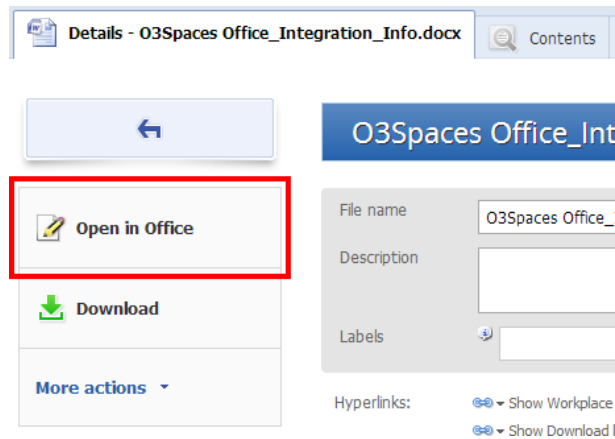 Details - O3Spaces Office_Integration_Info.docx
Contents
O3Spaces Office_Int
Open in Office
Download
More actions
File name
O3Spaces Office_
Description
Labels
Hyperlinks:
Show Workplace
Show Download